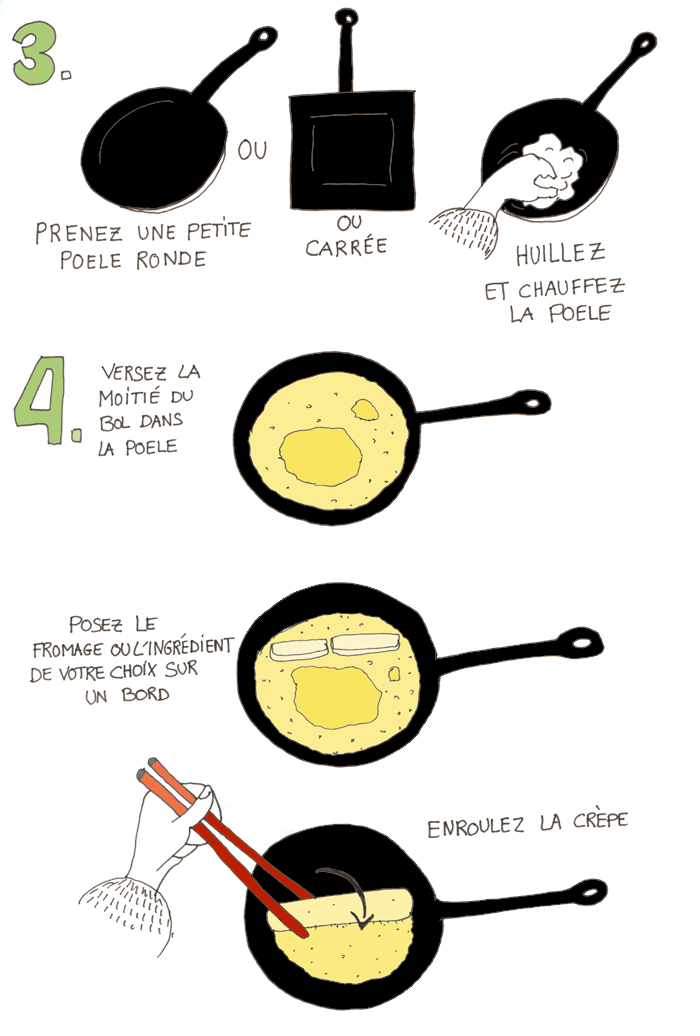 3.
OU
PRENEZ UNE PETITE
POELE RONDE
OU
CARRÉE
HUILLEZ
ET CHAUFFEZ
LA POELE
4.
VERSEZ LA
MOITIÉ DU
BOL DANS
LA POELE
POSEZ LE
FROMAGE OU L'INGRÉDIENT
DE VOTRE CHOIX SUR
UN BORD
ENROULEZ LA CRÈPE